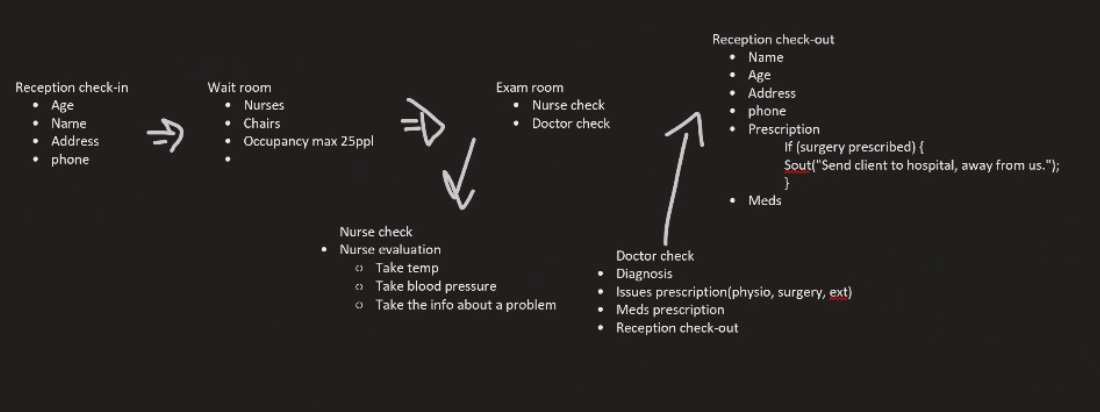 Reception check-in
• Age
• Name
• Address
• phone
Wait room
• Nurses
• Chairs
• Occupancy max 25ppl
•
Exam room
• Nurse check
• Doctor check
Reception check-out
• Name
• Age
• Address
• phone
• Prescription
If (surgery prescribed) {
Sout("Send client to hospital, away from us.");
}
• Meds
Nurse check
• Nurse evaluation
o Take temp
o Take blood pressure
o Take the info about a problem
Doctor check
• Diagnosis
• Issues prescription(physio, surgery, ext)
• Meds prescription
• Reception check-out